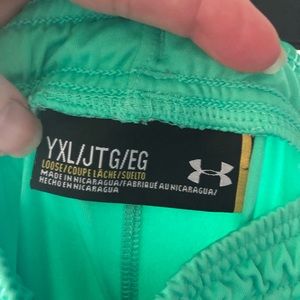 YXL/JTG/EG
LOOSE/COUPE LÂCHE/SUELTO
MADE IN NICARAGUA/FABRIQUÉ AU NICARAGUA/
HECHO EN NICARAGUA